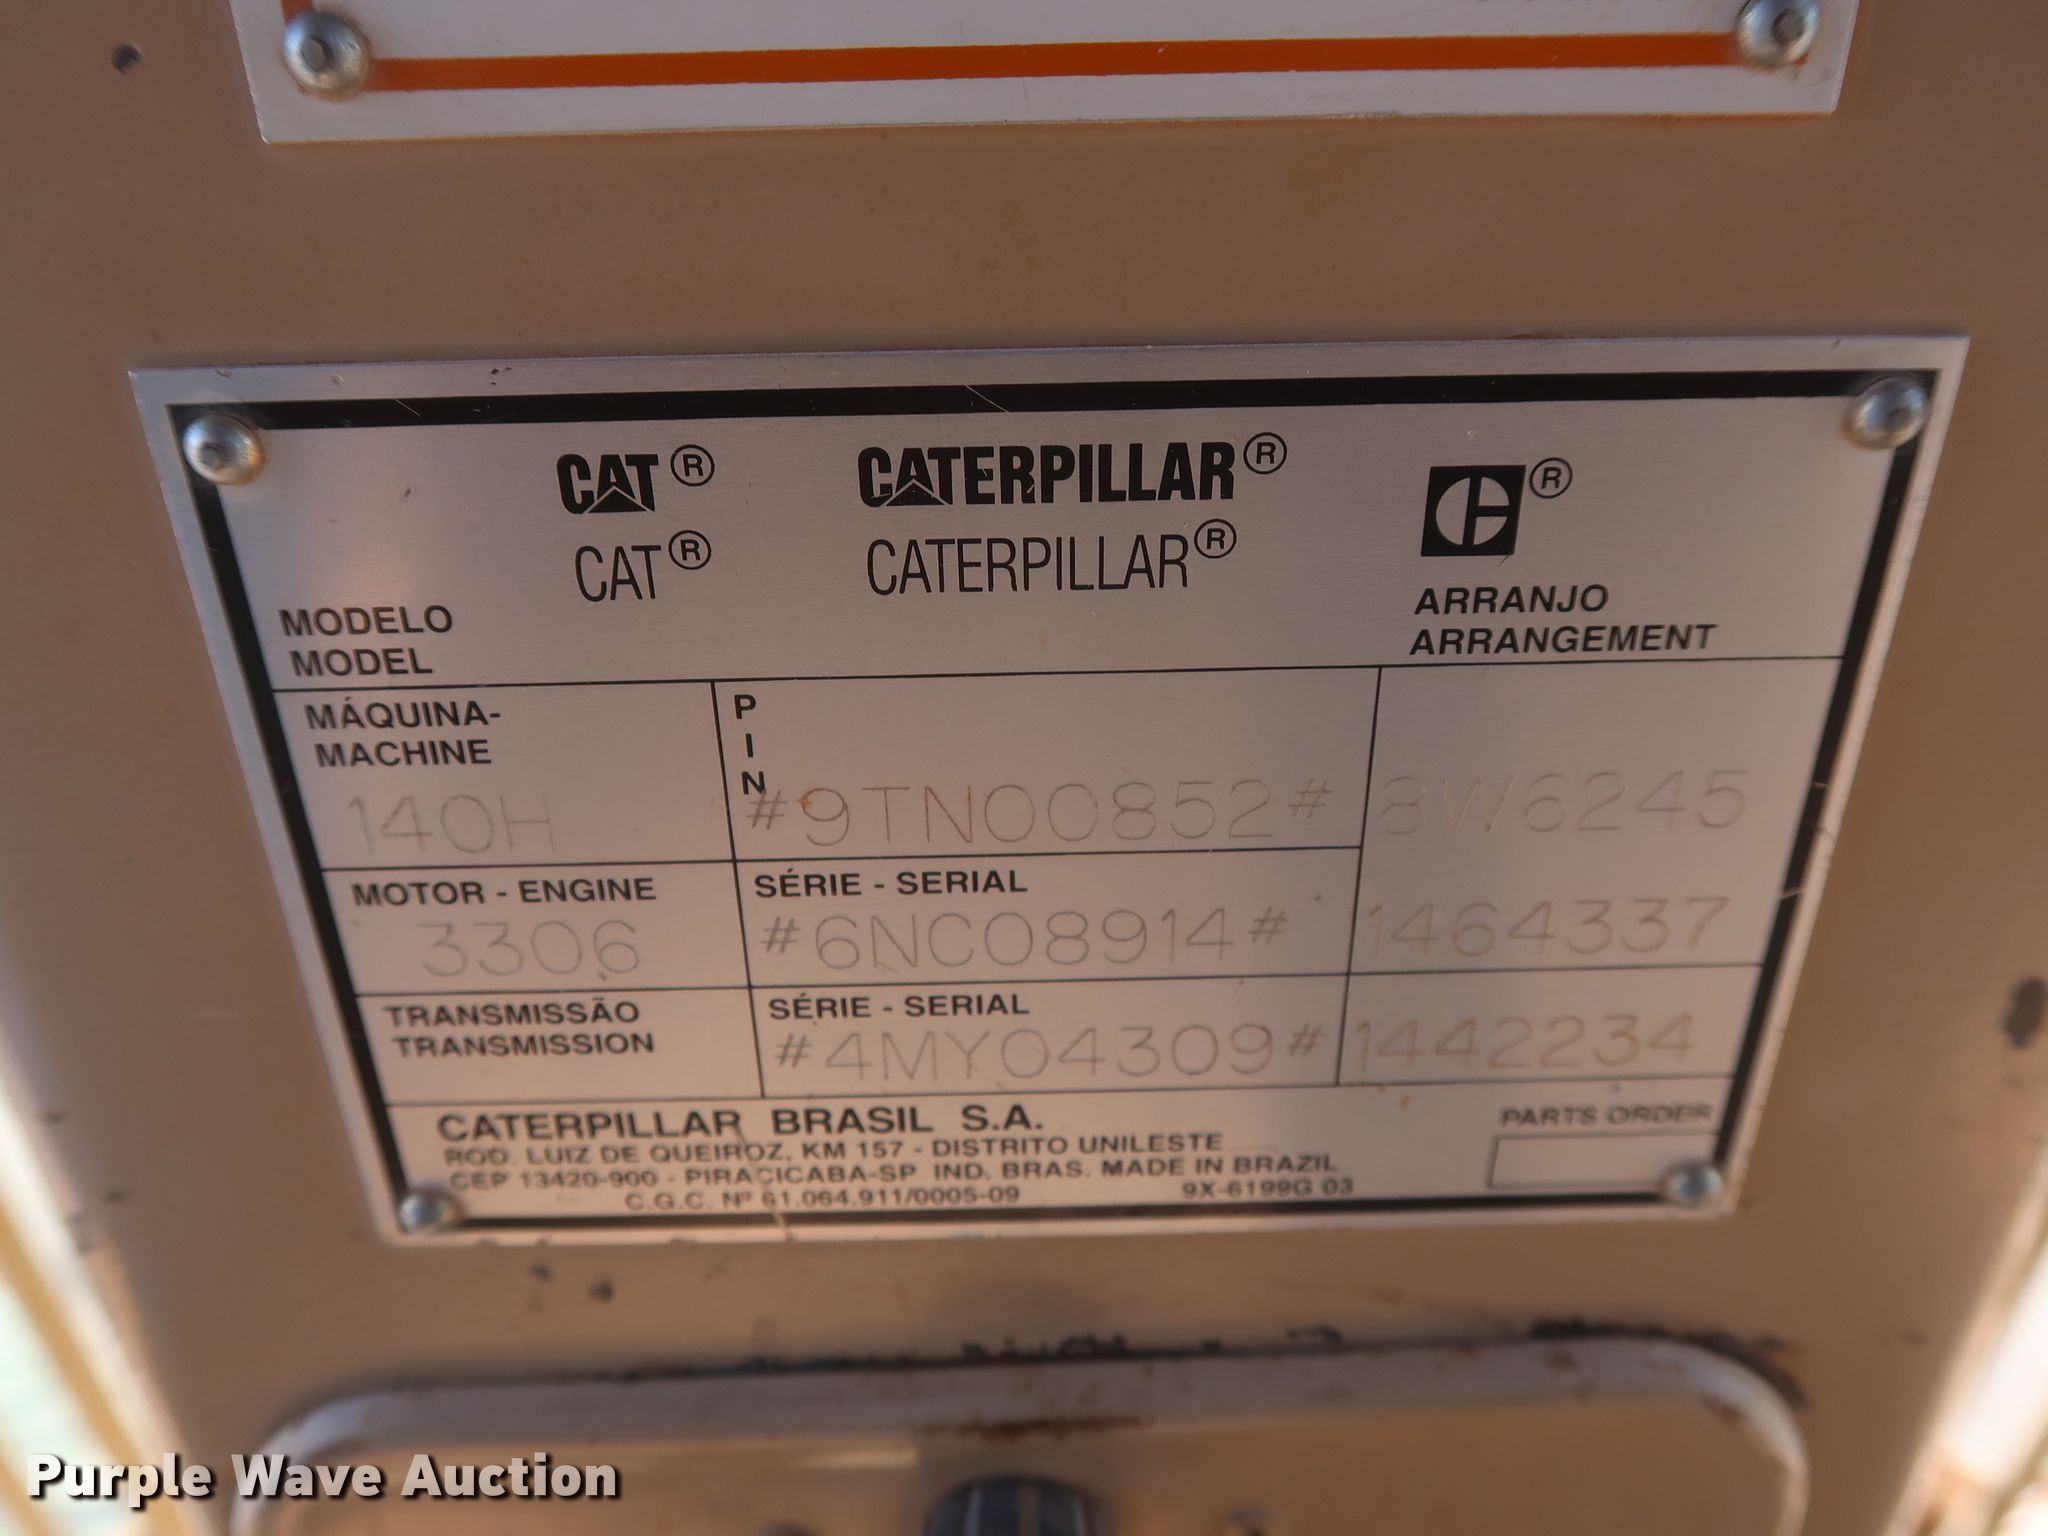 CAT® CATERPILLAR® ®
CAT® CATERPILLAR®
MODELO
MODEL
ARRANJO
ARRANGEMENT
MÁQUINA-
MACHINE
140H
P
I
N
#9TN00852#
8W6245
MOTOR - ENGINE
3306
SÉRIE - SERIAL
#6NC08914#
1464337
TRANSMISSÃO
TRANSMISSION
SÉRIE - SERIAL
#4MY04309#
1442234
CATERPILLAR BRASIL S.A.
ROD. LUIZ DE QUEIROZ, KM 157 - DISTRITO UNILESTE
CEP 13420-900 - PIRACICABA-SP IND. BRAS. MADE IN BRAZIL
C.G.C. Nº 61.064.911/0005-09 9X-6199G 03
PARTS ORDER
Purple Wave Auction